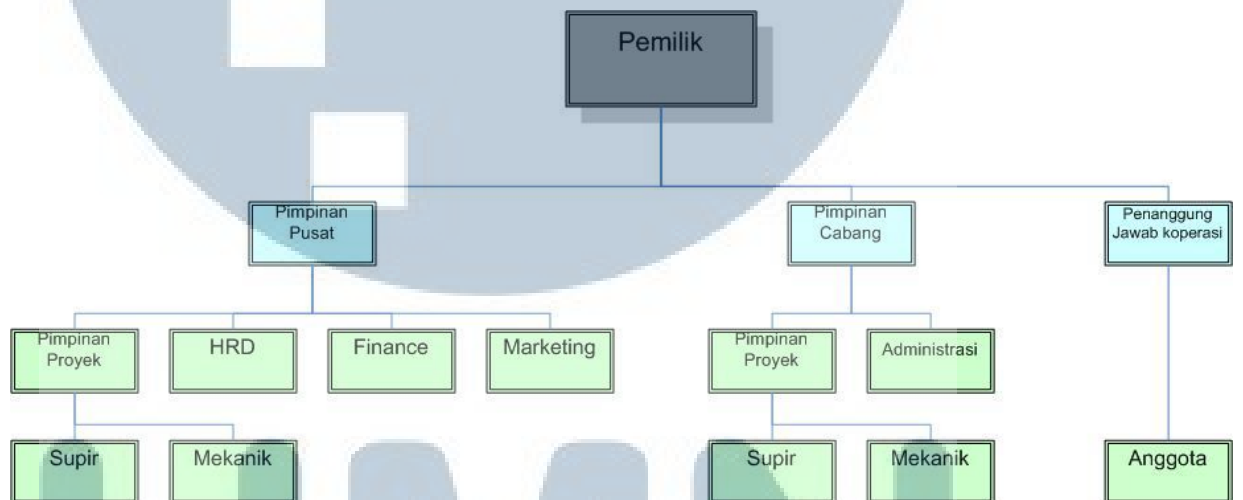 Pemilik
Pimpinan
Pusat
Pimpinan
Cabang
Penanggung
Jawab koperasi
Pimpinan
Proyek
HRD
Finance
Marketing
Pimpinan
Proyek
Administrasi
Supir
Mekanik
Supir
Mekanik
Anggota